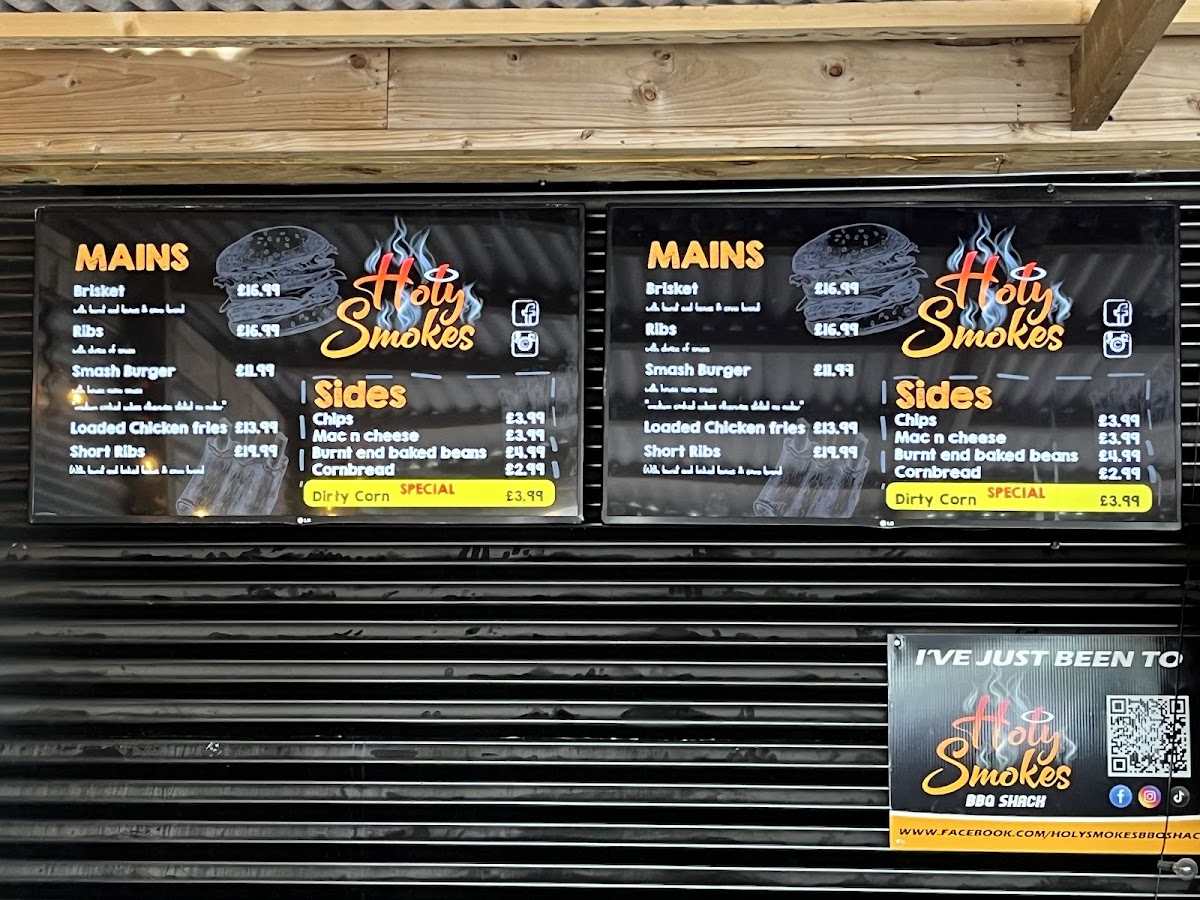 MAINS
Brisket £16.99
Ribs £16.99
Smash Burger £11.99
Loaded Chicken fries £13.99
Short Ribs £19.99
Holy
Smokes
Sides
Chips £3.99
Mac n cheese £3.99
Burnt end baked beans £4.99
Cornbread £2.99
Dirty Corn SPECIAL £3.99
LG
MAINS
Brisket £16.99
Ribs £16.99
Smash Burger £11.99
Loaded Chicken fries £13.99
Short Ribs £19.99
Holy
Smokes
Sides
Chips £3.99
Mac n cheese £3.99
Burnt end baked beans £4.99
Cornbread £2.99
Dirty Corn SPECIAL £3.99
LG
I'VE JUST BEEN TO
Holy
Smokes
BBQ SHACK
WWW.FACEBOOK.COM/HOLYSMOKESBBQSHAC